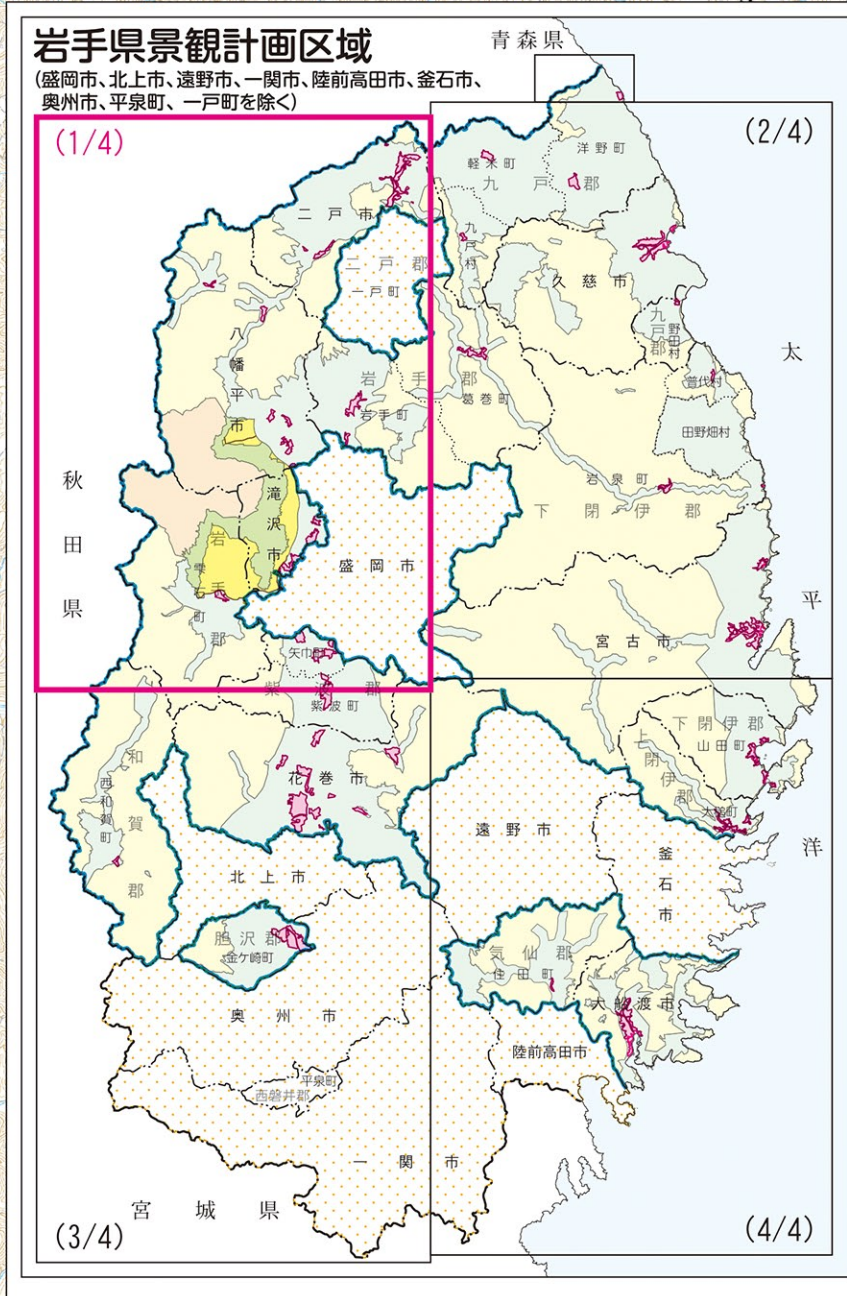 岩手県景観計画区域
(盛岡市、北上市、遠野市、一関市、陸前高田市、釜石市、
奥州市、平泉町、一戸町を除く)
青森県
(1/4)
(2/4)
洋野町
軽米町
九戸郡
二戸市
九戸村
二戸郡
一戸町
久慈市
八幡平市
九戸郡
野田村
太
岩手郡
葛巻町
普代村
岩手町
田野畑村
秋田県
岩泉町
滝沢市
下閉伊郡
盛岡市
岩手郡
雫石町
平
宮古市
矢巾町
紫波郡
紫波町
下閉伊郡
山田町
上閉伊郡
和賀郡
西和賀町
花巻市
大槌町
遠野市
洋
釜石市
北上市
胆沢郡
金ケ崎町
気仙郡
住田町
大船渡市
奥州市
陸前高田市
平泉町
西磐井郡
一関市
宮城県
(3/4)
(4/4)